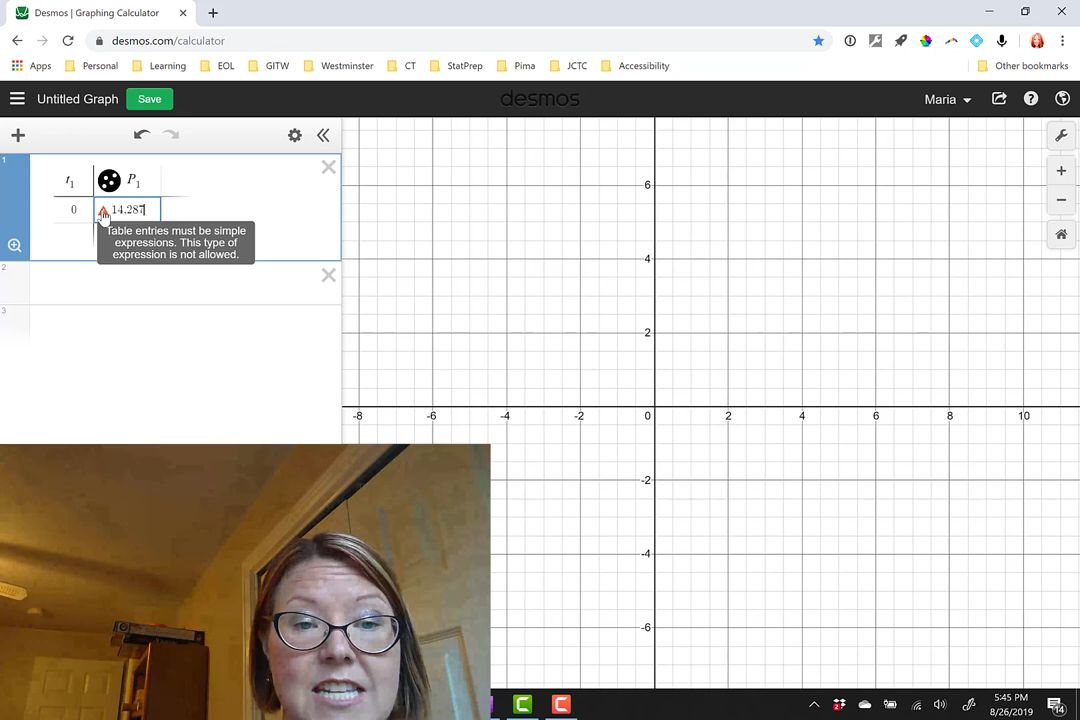 Desmos | Graphing Calculator
desmos.com/calculator
Apps Personal Learning EOL GITW Westminster CT StatPrep Pima JCTC Accessibility Other bookmarks
Untitled Graph Save desmos Maria
1
t1 P1
0 14,287
Table entries must be simple
expressions. This type of
expression is not allowed.
2
3
6
4
2
-8 -6 -4 -2 0 2 4 6 8 10
-2
-4
-6
5:45 PM
8/26/2019
2
14